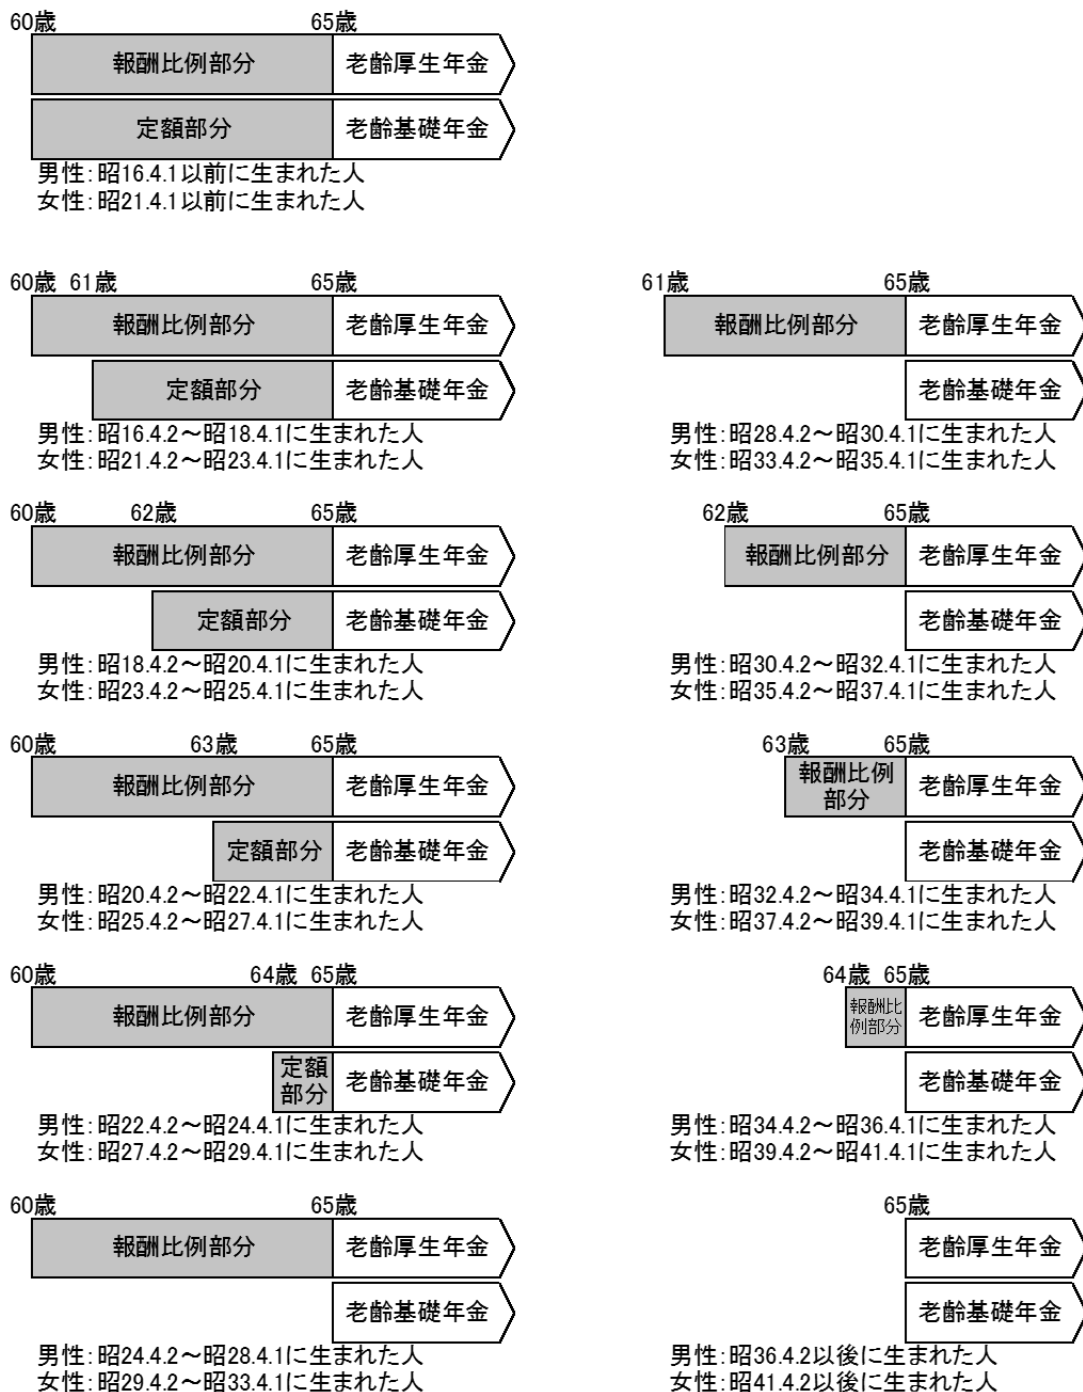 60歳 65歳
報酬比例部分 老齢厚生年金
定額部分 老齢基礎年金
男性：昭16.4.1以前に生まれた人
女性：昭21.4.1以前に生まれた人
60歳 61歳 65歳
報酬比例部分 老齢厚生年金
定額部分 老齢基礎年金
男性：昭16.4.2～昭18.4.1に生まれた人
女性：昭21.4.2～昭23.4.1に生まれた人
60歳 62歳 65歳
報酬比例部分 老齢厚生年金
定額部分 老齢基礎年金
男性：昭18.4.2～昭20.4.1に生まれた人
女性：昭23.4.2～昭25.4.1に生まれた人
60歳 63歳 65歳
報酬比例部分 老齢厚生年金
定額部分 老齢基礎年金
男性：昭20.4.2～昭22.4.1に生まれた人
女性：昭25.4.2～昭27.4.1に生まれた人
60歳 64歳 65歳
報酬比例部分 老齢厚生年金
定額
部分 老齢基礎年金
男性：昭22.4.2～昭24.4.1に生まれた人
女性：昭27.4.2～昭29.4.1に生まれた人
60歳 65歳
報酬比例部分 老齢厚生年金
老齢基礎年金
男性：昭24.4.2～昭28.4.1に生まれた人
女性：昭29.4.2～昭33.4.1に生まれた人
61歳 65歳
報酬比例部分 老齢厚生年金
老齢基礎年金
男性：昭28.4.2～昭30.4.1に生まれた人
女性：昭33.4.2～昭35.4.1に生まれた人
62歳 65歳
報酬比例部分 老齢厚生年金
老齢基礎年金
男性：昭30.4.2～昭32.4.1に生まれた人
女性：昭35.4.2～昭37.4.1に生まれた人
63歳 65歳
報酬比例
部分 老齢厚生年金
老齢基礎年金
男性：昭32.4.2～昭34.4.1に生まれた人
女性：昭37.4.2～昭39.4.1に生まれた人
64歳 65歳
報酬比
例部分 老齢厚生年金
老齢基礎年金
男性：昭34.4.2～昭36.4.1に生まれた人
女性：昭39.4.2～昭41.4.1に生まれた人
65歳
老齢厚生年金
老齢基礎年金
男性：昭36.4.2以後に生まれた人
女性：昭41.4.2以後に生まれた人